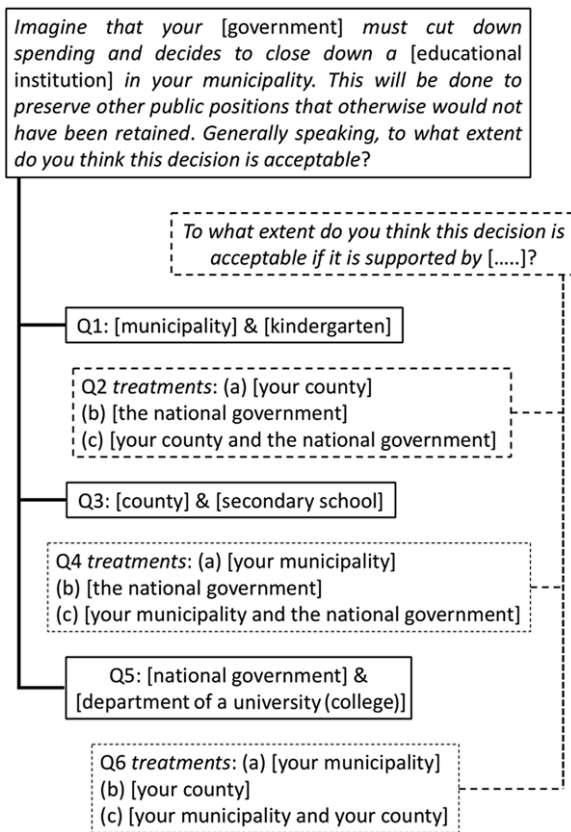 Imagine that your [government] must cut down
spending and decides to close down a [educational
institution] in your municipality. This will be done to
preserve other public positions that otherwise would not
have been retained. Generally speaking, to what extent
do you think this decision is acceptable?
To what extent do you think this decision is
acceptable if it is supported by [.....]?
Q1: [municipality] & [kindergarten]
Q2 treatments: (a) [your county]
(b) [the national government]
(c) [your county and the national government]
Q3: [county] & [secondary school]
Q4 treatments: (a) [your municipality]
(b) [the national government]
(c) [your municipality and the national government]
Q5: [national government] &
[department of a university (college)]
Q6 treatments: (a) [your municipality]
(b) [your county]
(c) [your municipality and your county]